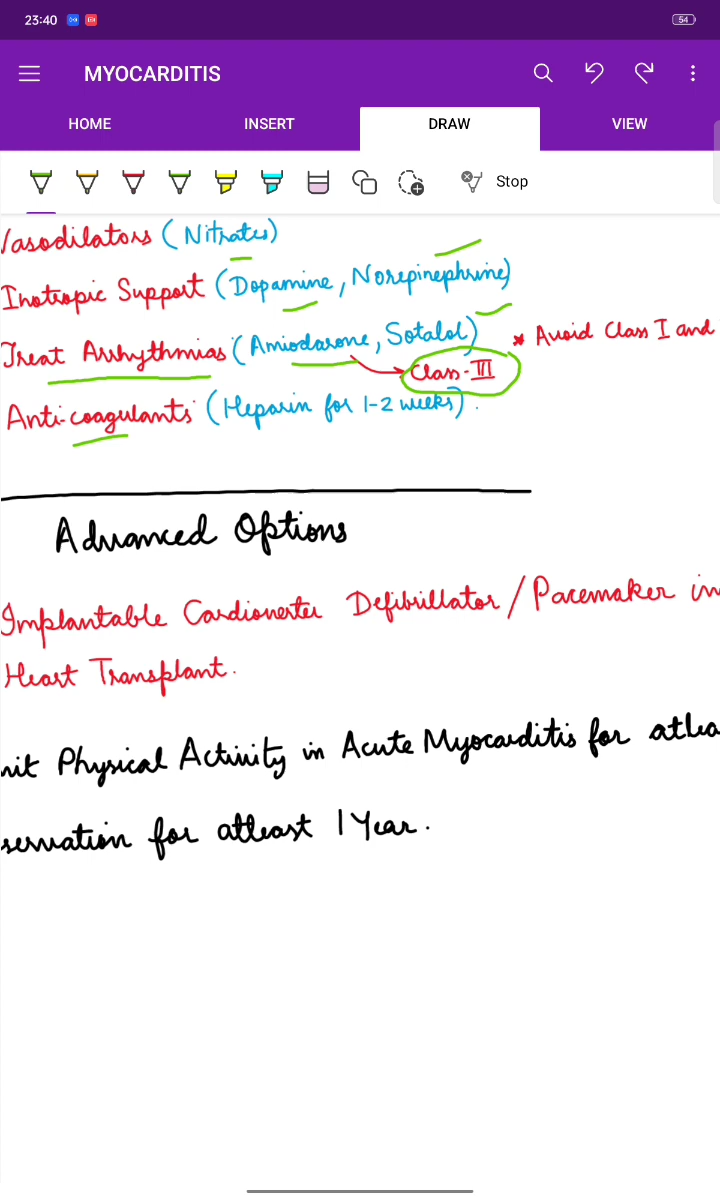 23:40
54
MYOCARDITIS
HOME INSERT DRAW VIEW
Stop
Vasodilators (Nitrates)
Inotropic Support (Dopamine, Norepinephrine)
Treat Arrhythmias (Amiodarone, Sotalol) * Avoid Class I and
Class-III
Anti-coagulants (Heparin for 1-2 weeks).
Advanced Options
Implantable Cardioverter Defibrillator / Pacemaker in
Heart Transplant.
mit Physical Activity in Acute Myocarditis for atlea
servation for atleast 1 Year.